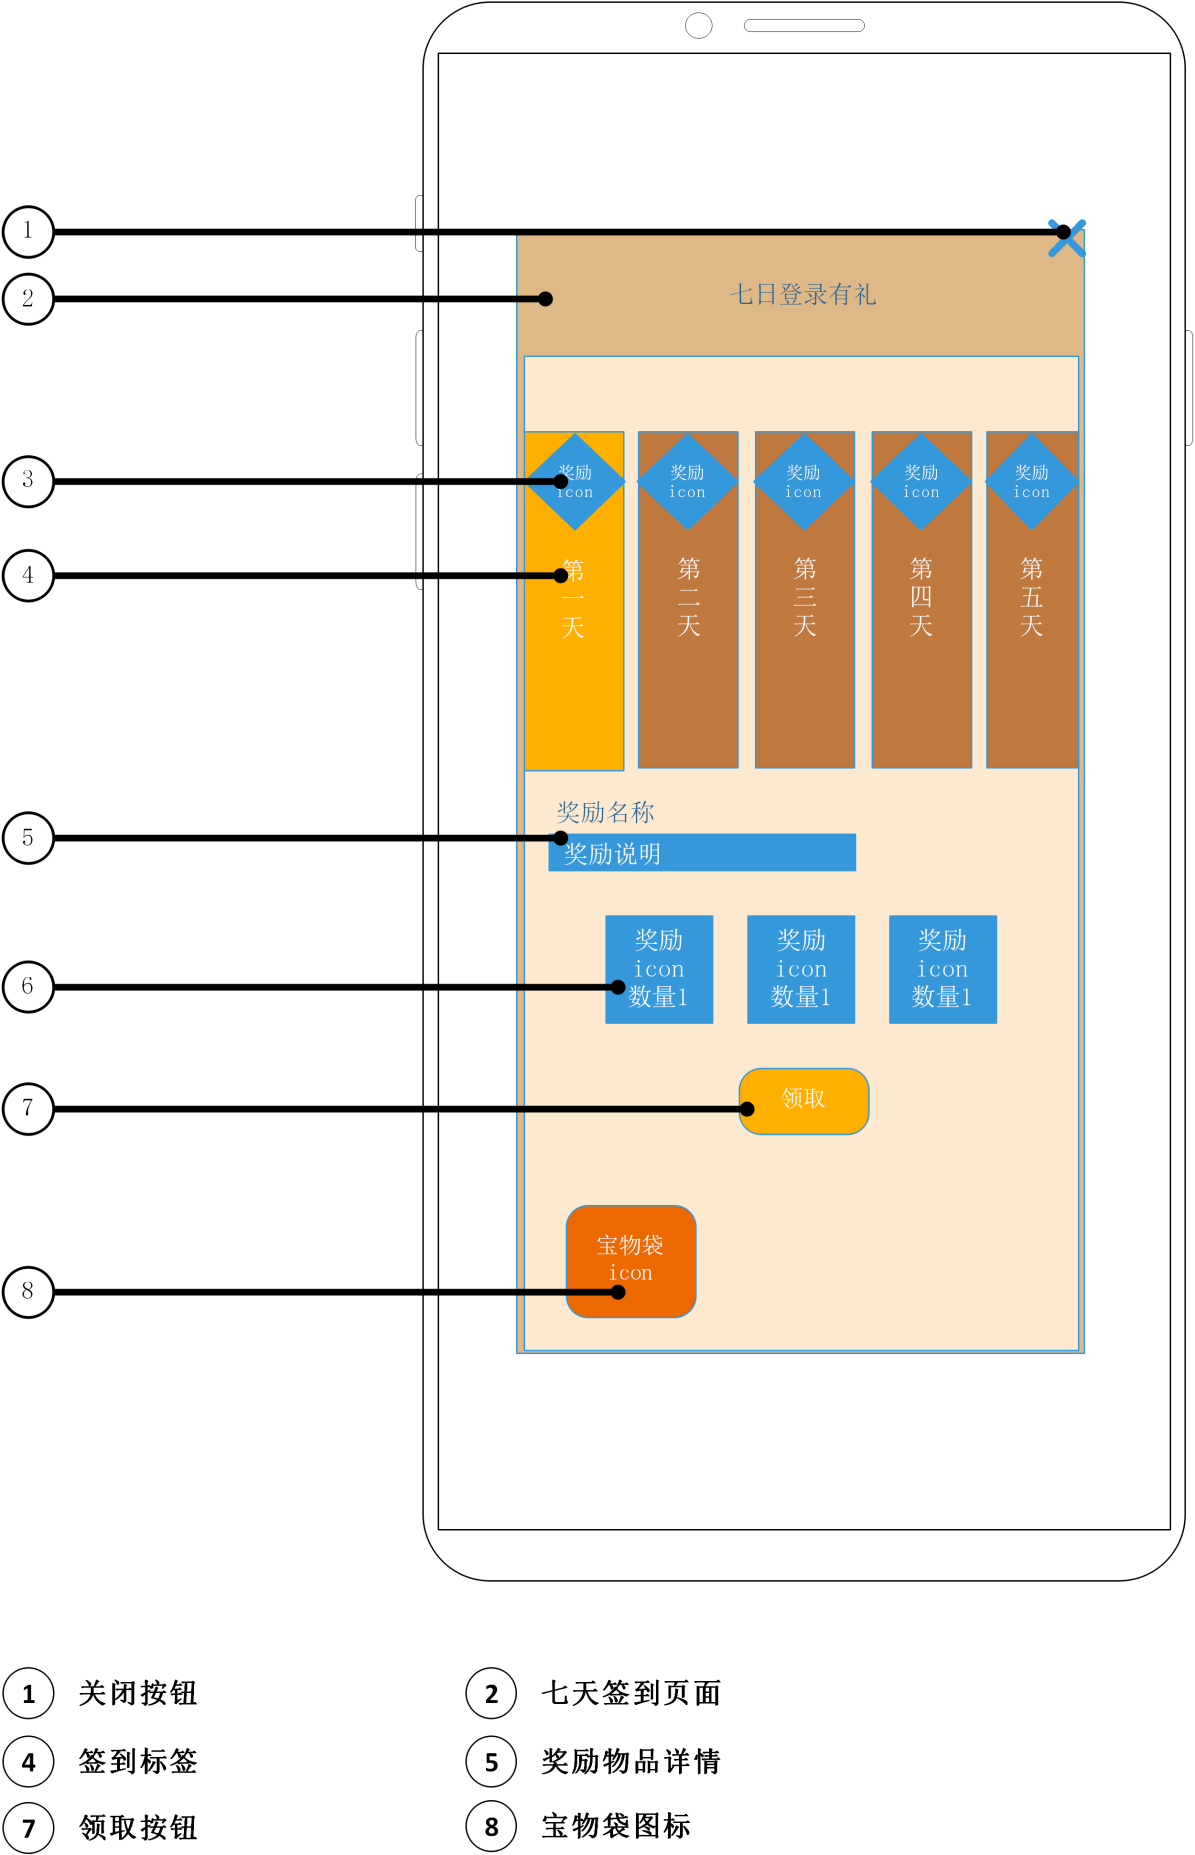 1
2
七日登录有礼
3
奖励
icon
奖励
icon
奖励
icon
奖励
icon
奖励
icon
4
第
一
天
第
二
天
第
三
天
第
四
天
第
五
天
奖励名称
5
奖励说明
奖励
icon
数量1
奖励
icon
数量1
奖励
icon
数量1
6
7
领取
宝物袋
icon
8
1 关闭按钮
2 七天签到页面
4 签到标签
5 奖励物品详情
7 领取按钮
8 宝物袋图标